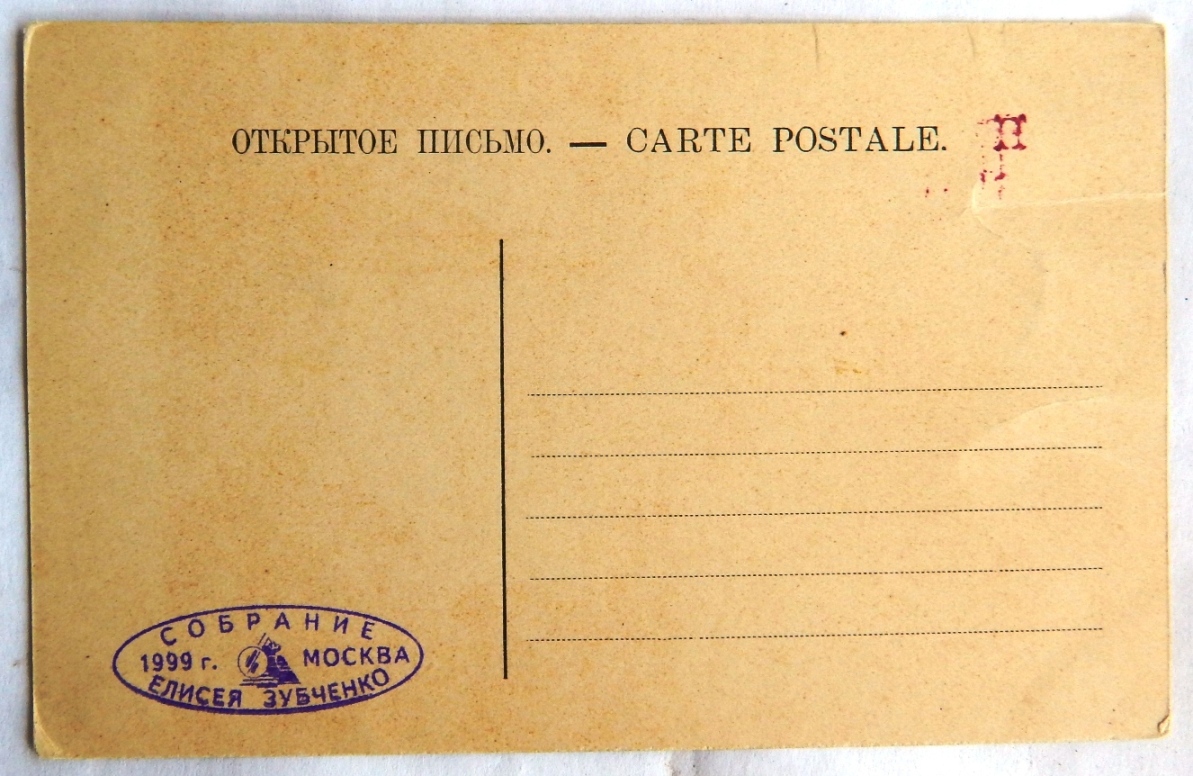 ОТКРЫТОЕ ПИСЬМО. — CARTE POSTALE.
СОБРАНИЕ
1999 г. МОСКВА
ЕЛИСЕЯ ЗУБЧЕНКО